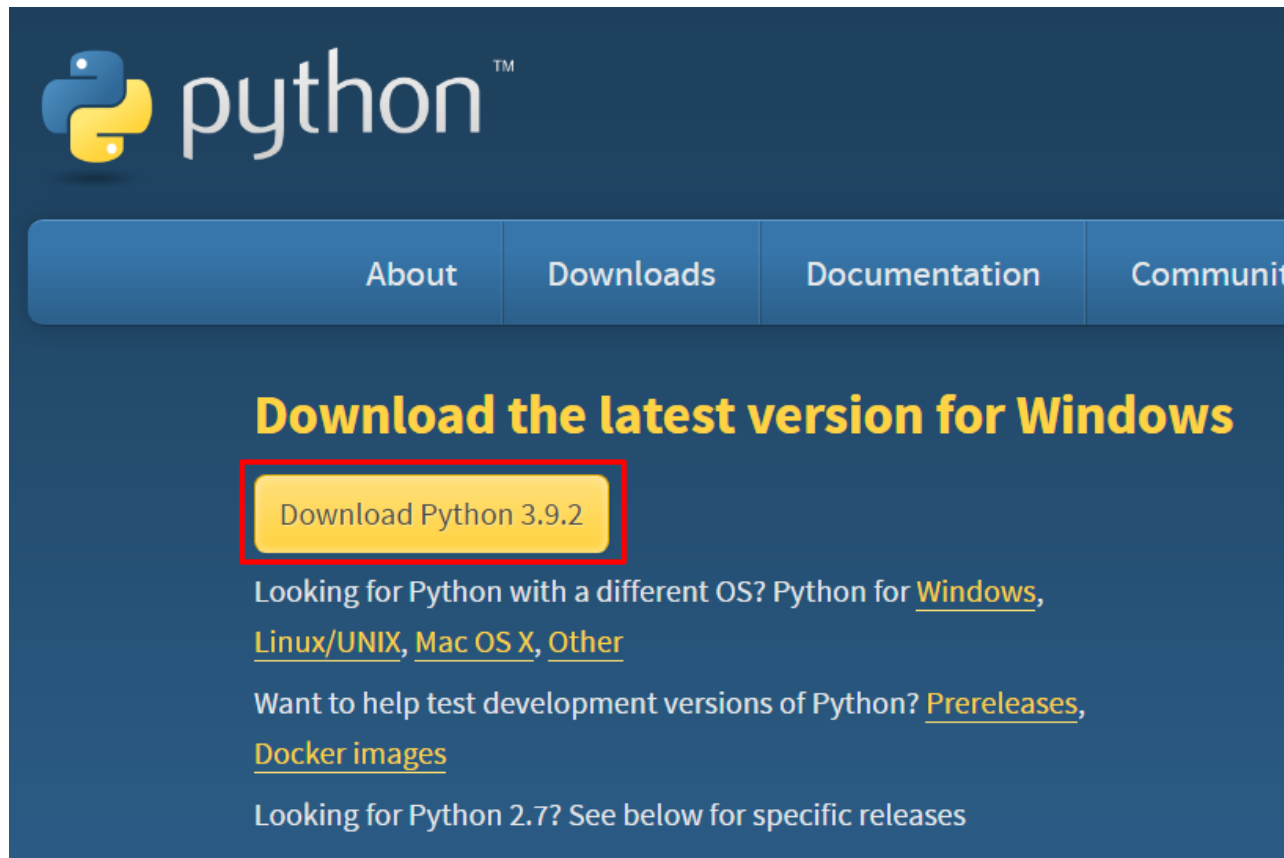 python™
About Downloads Documentation Communit
Download the latest version for Windows
Download Python 3.9.2
Looking for Python with a different OS? Python for Windows,
Linux/UNIX, Mac OS X, Other
Want to help test development versions of Python? Prereleases,
Docker images
Looking for Python 2.7? See below for specific releases